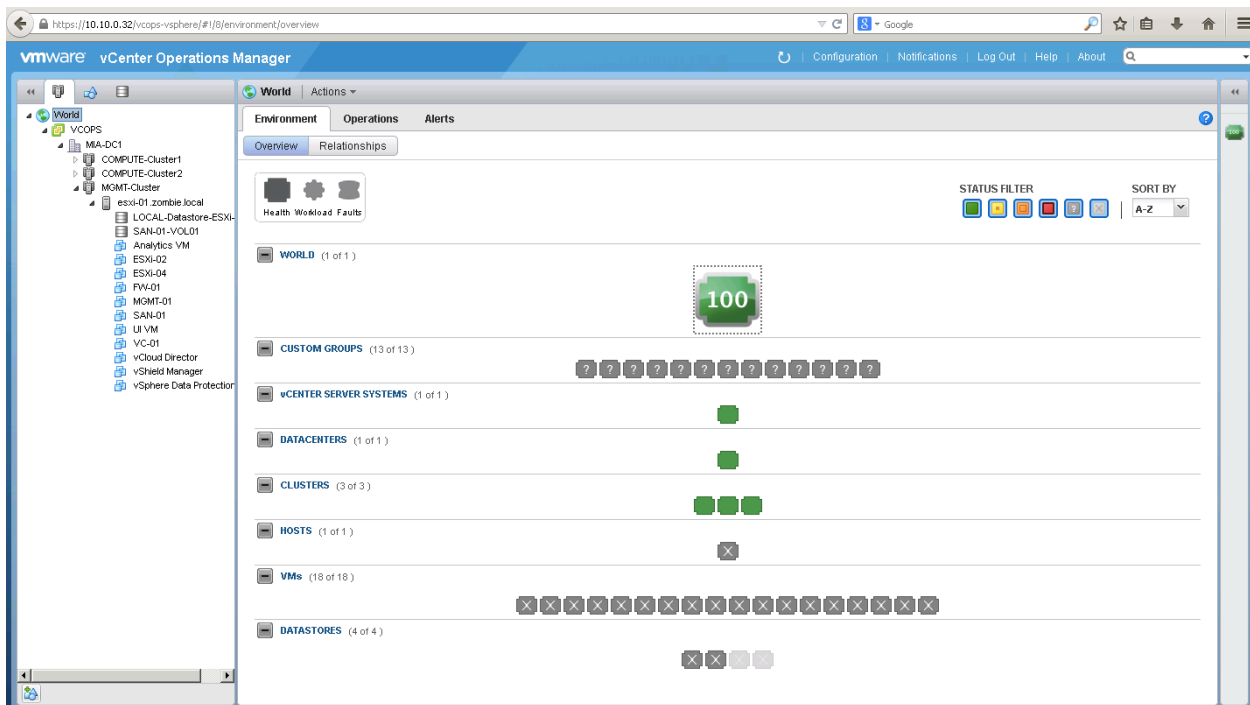 https://10.10.0.32/vcops-vsphere/#!/8/environment/overview
Google
vmware vCenter Operations Manager
Configuration | Notifications | Log Out | Help | About
World | Actions
World
VCOPS
MIA-DC1
COMPUTE-Cluster1
COMPUTE-Cluster2
MGMT-Cluster
esxi-01.zombie.local
LOCAL-Datastore-ESXi-
SAN-01-VOL01
Analytics VM
ESXi-02
ESXi-04
FW-01
MGMT-01
SAN-01
UI VM
VC-01
vCloud Director
vShield Manager
vSphere Data Protection
Environment Operations Alerts
Overview Relationships
Health Workload Faults
STATUS FILTER
SORT BY
A-Z
WORLD (1 of 1)
100
CUSTOM GROUPS (13 of 13)
? ? ? ? ? ? ? ? ? ? ? ? ?
vCENTER SERVER SYSTEMS (1 of 1)
DATACENTERS (1 of 1)
CLUSTERS (3 of 3)
HOSTS (1 of 1)
VMs (18 of 18)
DATASTORES (4 of 4)
100